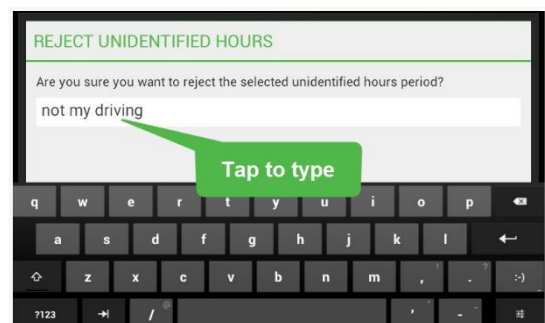 REJECT UNIDENTIFIED HOURS
Are you sure you want to reject the selected unidentified hours period?
not my driving
Tap to type
q w e r t y u i o p
a s d f g h j k l
z x c v b n m , ! . ? :-)
?123 / @ ' " - _